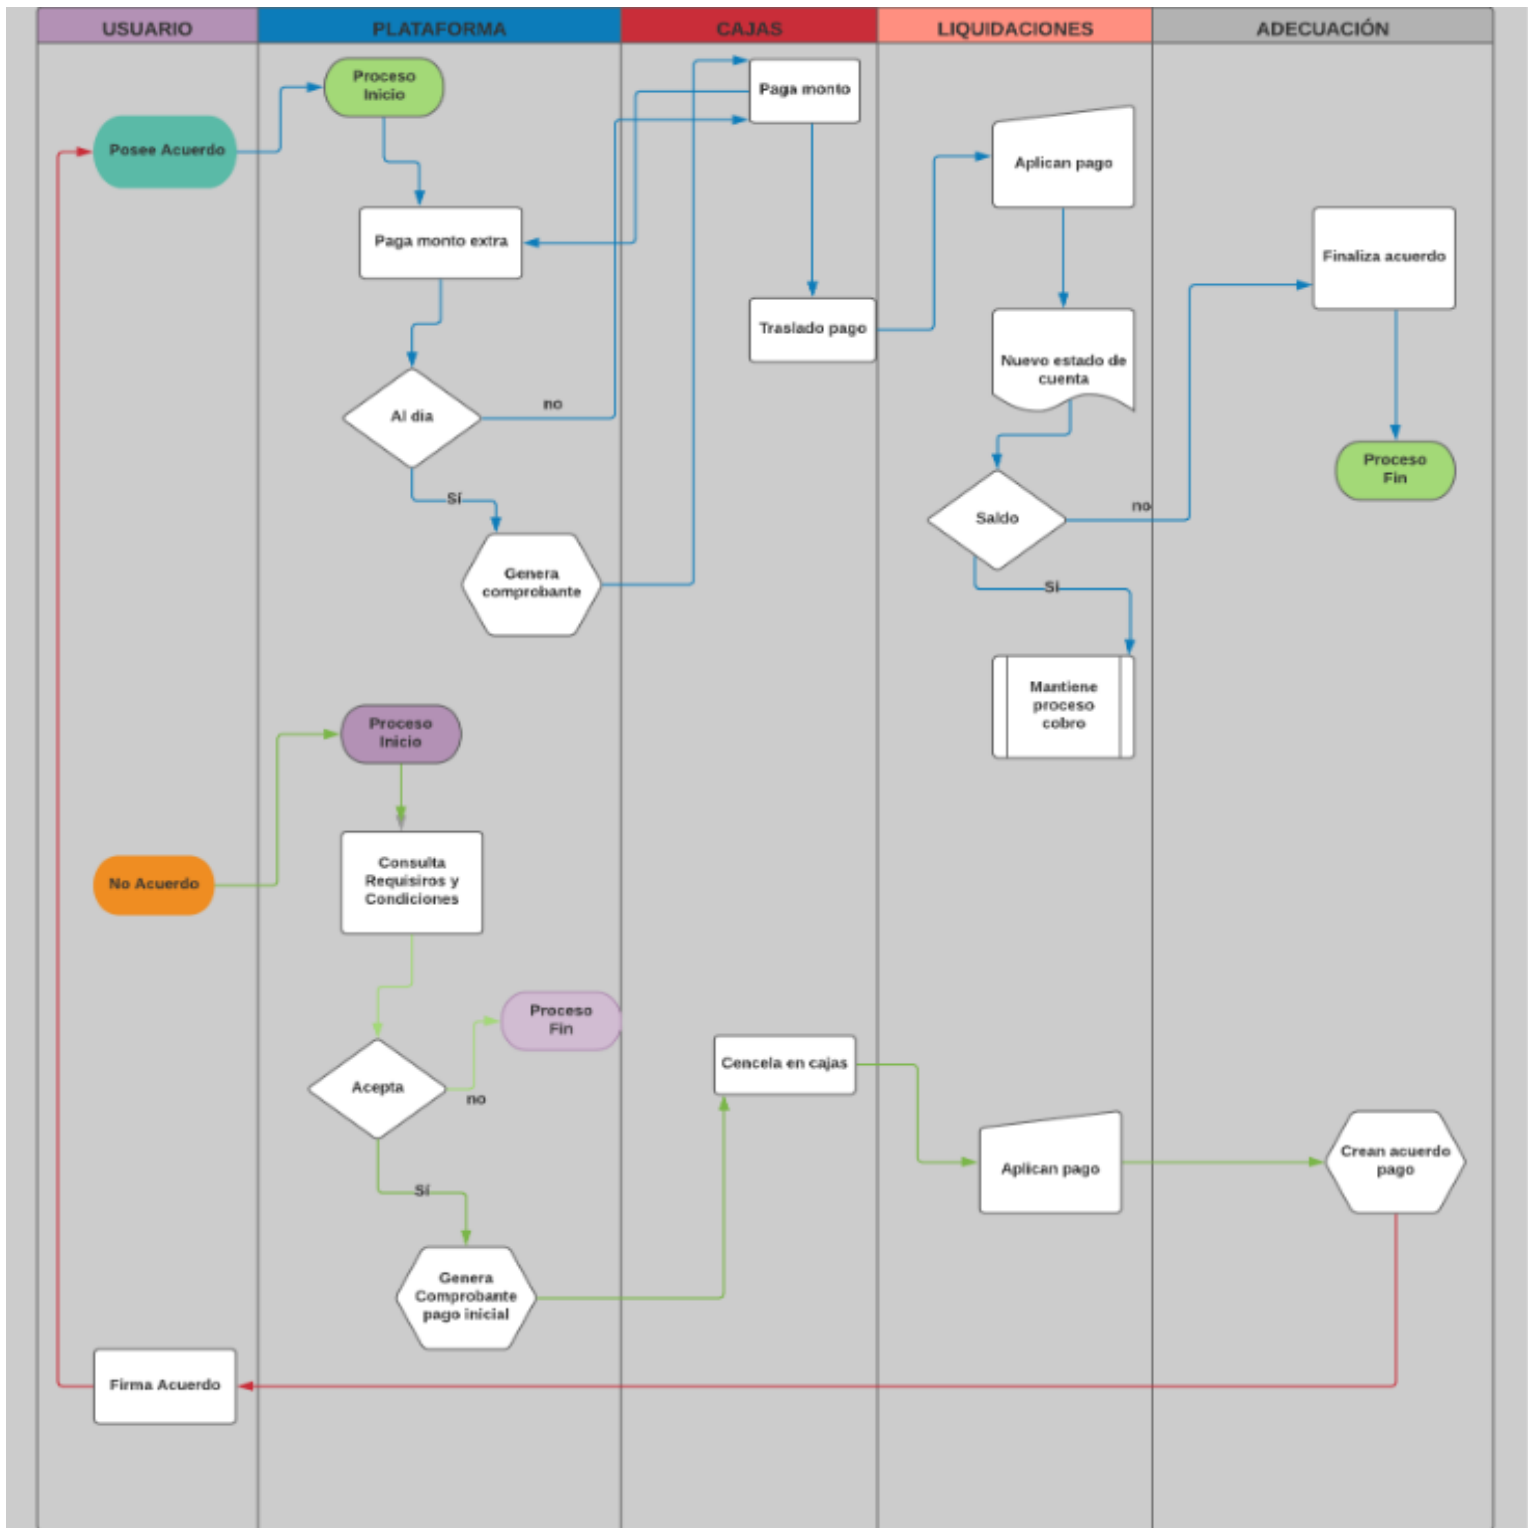 USUARIO
PLATAFORMA
CAJAS
LIQUIDACIONES
ADECUACIÓN
Proceso
Inicio
Paga monto
Posee Acuerdo
Aplican pago
Paga monto extra
Finaliza acuerdo
Traslado pago
Nuevo estado de
cuenta
Al dia
no
Proceso
Fin
Sí
Saldo
no
Genera
comprobante
Sí
Mantiene
proceso
cobro
Proceso
Inicio
Consulta
Requisiros y
Condiciones
No Acuerdo
Proceso
Fin
Acepta
no
Cencela en cajas
Aplican pago
Crean acuerdo
pago
Sí
Genera
Comprobante
pago inicial
Firma Acuerdo